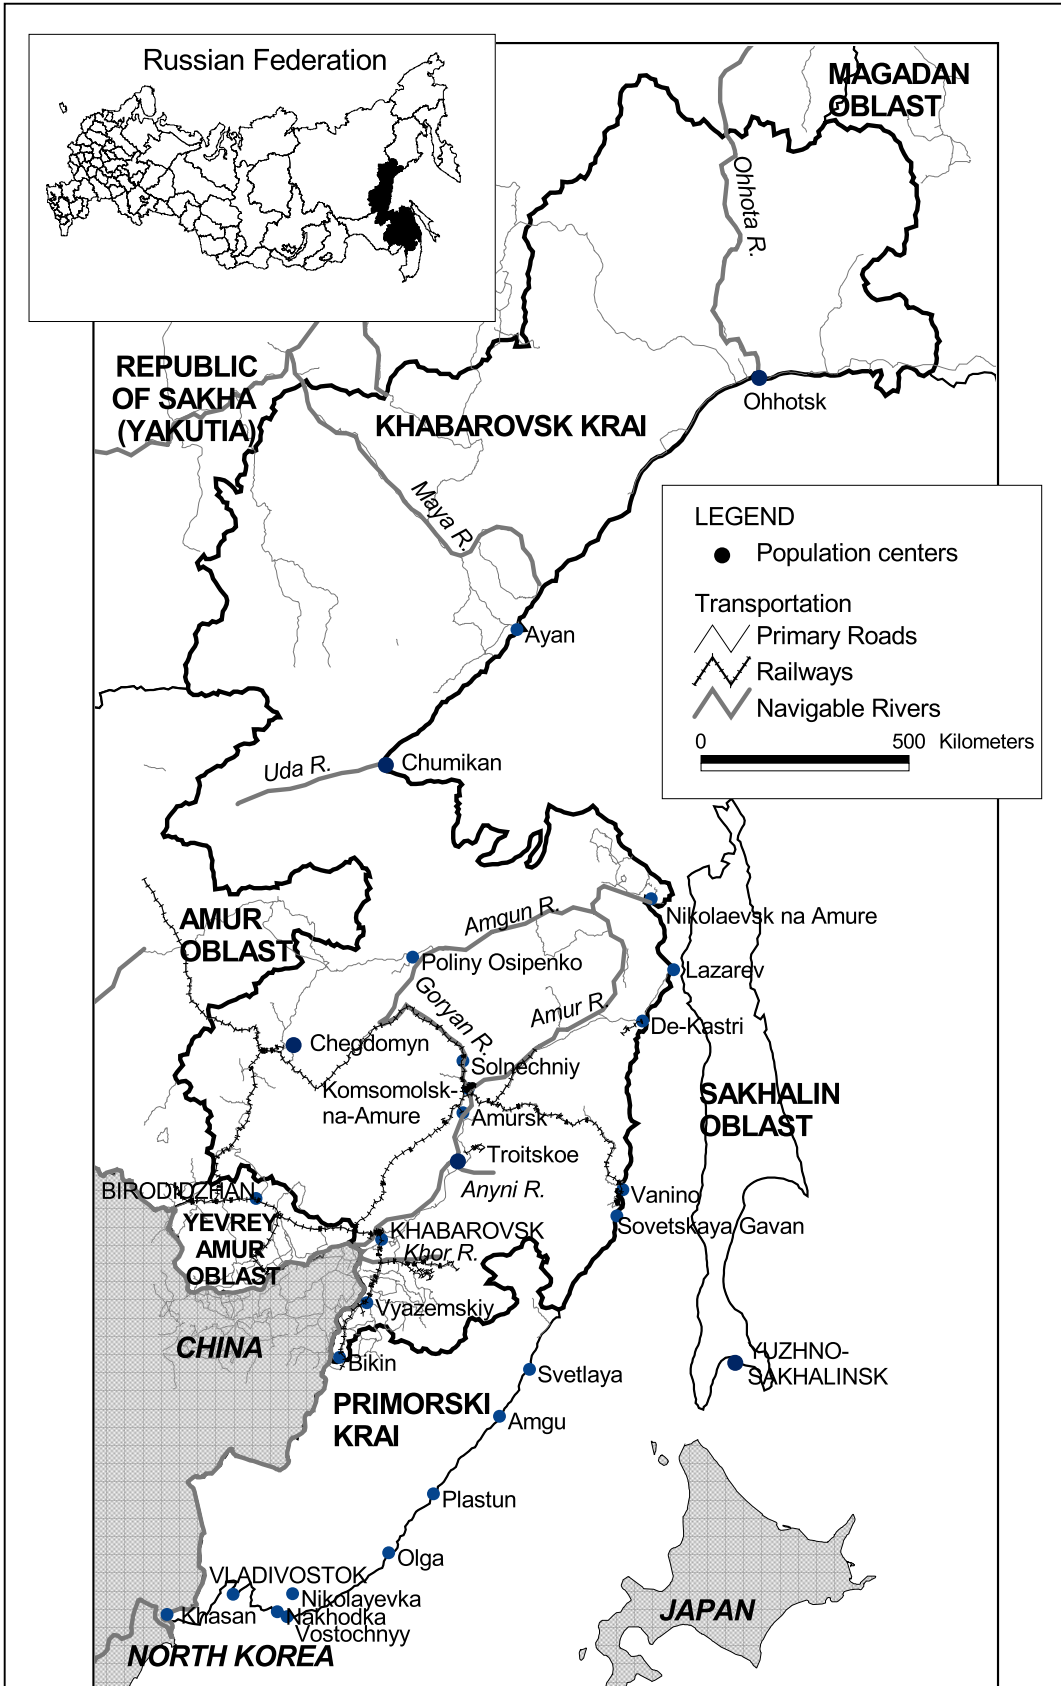 Russian Federation
MAGADAN
OBLAST
Ohhota R.
REPUBLIC
OF SAKHA
(YAKUTIA)
KHABAROVSK KRAI
Ohhotsk
Maya R.
LEGEND
Population centers
Transportation
Primary Roads
Railways
Navigable Rivers
0 500 Kilometers
Ayan
Uda R.
Chumikan
AMUR
OBLAST
Amgun R.
Nikolaevsk na Amure
Poliny Osipenko
Lazarev
Goryan R.
Amur R.
De-Kastri
Chegdomyn
Solnechniy
Komsomolsk-
na-Amure
Amursk
SAKHALIN
OBLAST
Troitskoe
Anyni R.
BIRODIDZHAN
Vanino
YEVREY
AMUR
OBLAST
KHABAROVSK
Sovetskaya Gavan
Khor R.
Vyazemskiy
CHINA
Bikin
YUZHNO-
SAKHALINSK
Svetlaya
PRIMORSKI
KRAI
Amgu
Plastun
Olga
VLADIVOSTOK
Nikolayevka
Khasan
Nakhodka
Vostochnyy
JAPAN
NORTH KOREA